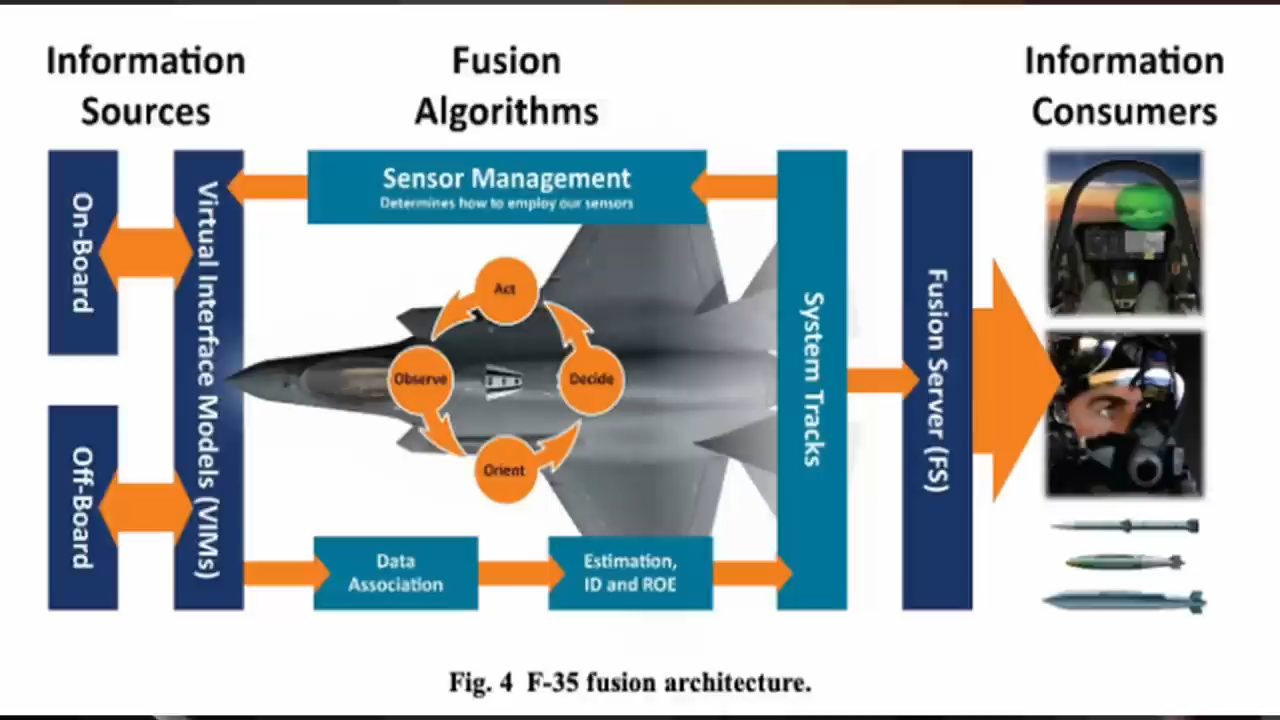 Information
Sources
Fusion
Algorithms
Information
Consumers
On-Board
Off-Board
Virtual Interface Models (VIMs)
Sensor Management
Determines how to employ our sensors
Act
Observe
Decide
Orient
Data
Association
Estimation,
ID and ROE
System Tracks
Fusion Server (FS)
Fig. 4 F-35 fusion architecture.